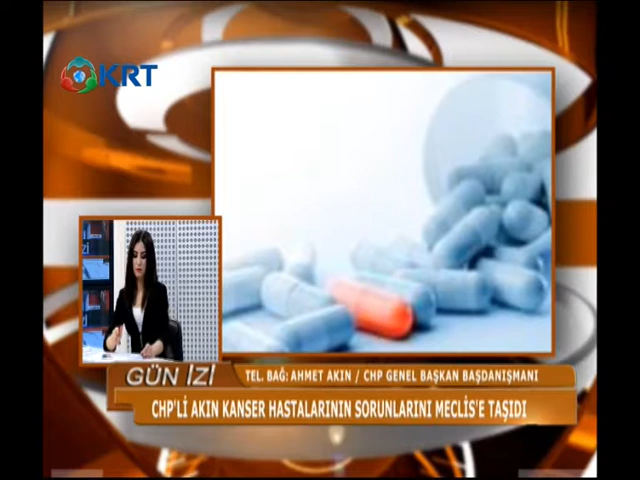 KRT
GÜN İZİ
TEL. BAĞ: AHMET AKIN / CHP GENEL BAŞKAN BAŞDANIŞMANI
CHP'Lİ AKIN KANSER HASTALARININ SORUNLARINI MECLİS'E TAŞIDI